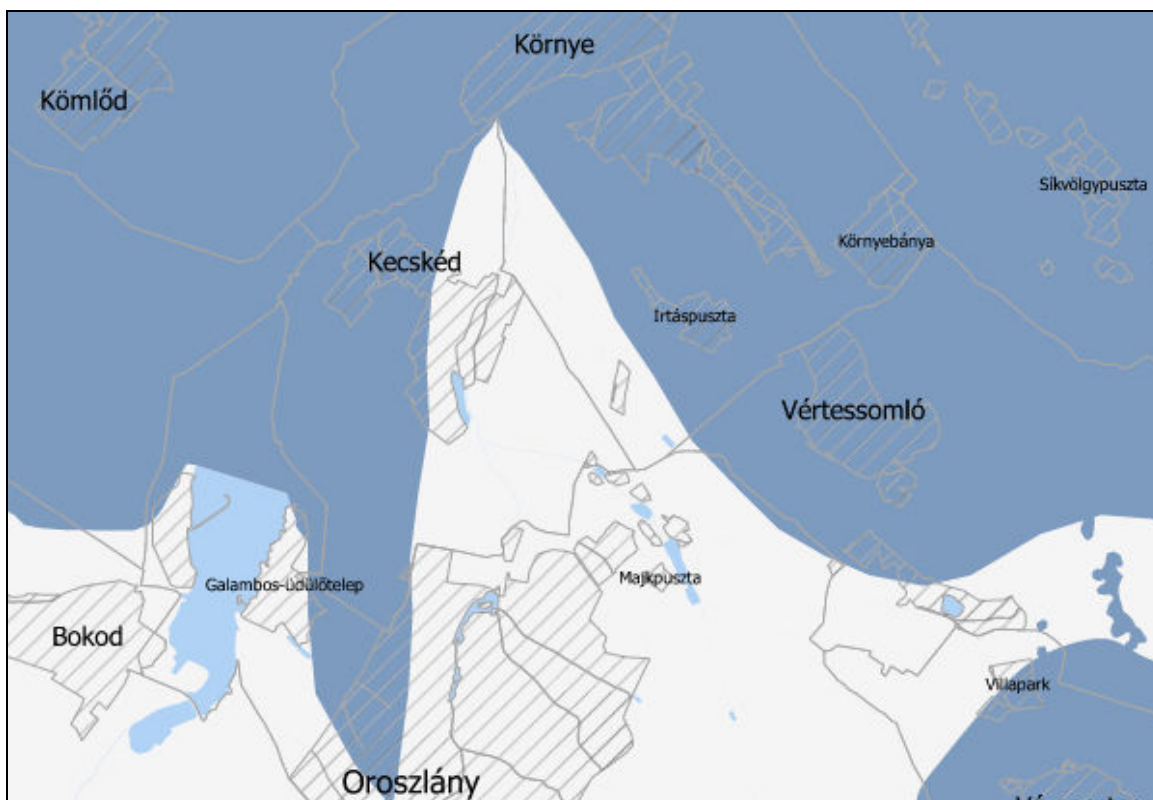 Környe
Kömlőd
Síkvölgypuszta
Környebánya
Kecskéd
Irtáspuszta
Vértessomló
Majkpuszta
Galambos-üdülőtelep
Bokod
Villapark
Oroszlány